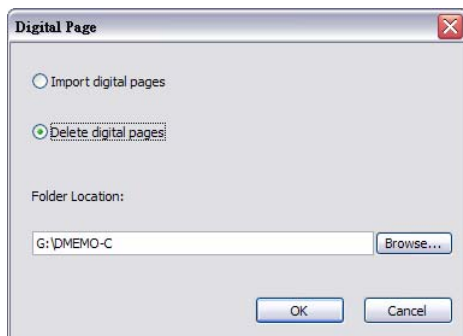 Digital Page
Import digital pages
Delete digital pages
Folder Location:
G:\DMEMO-C
Browse...
OK
Cancel